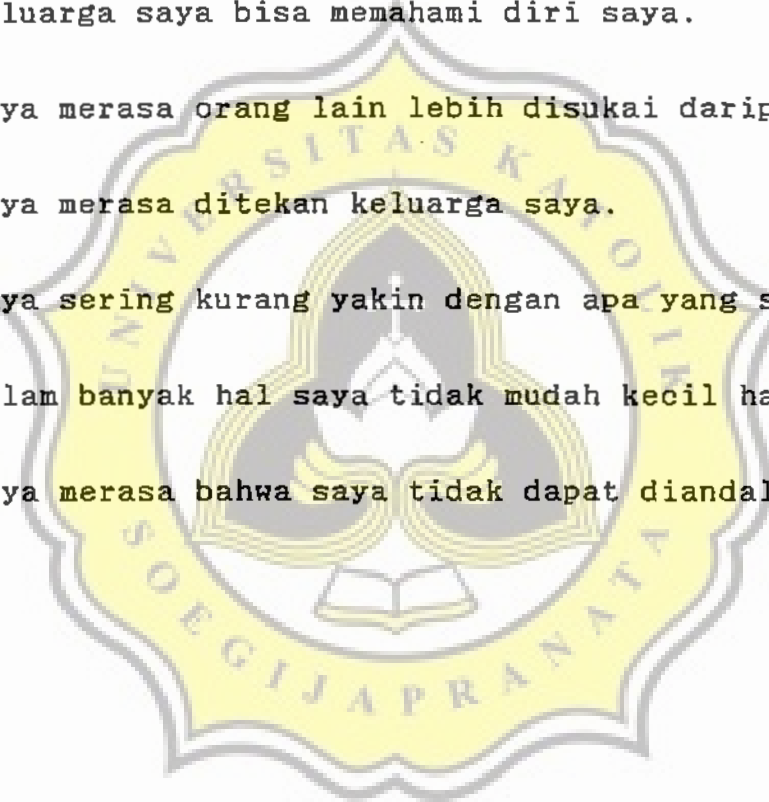 luarga saya bisa memahami diri saya.
ya merasa orang lain lebih disukai darip
ya merasa ditekan keluarga saya.
ya sering kurang yakin dengan apa yang s
lam banyak hal saya tidak mudah kecil ha
ya merasa bahwa saya tidak dapat diandal
UNIVERSITAS KATOLIK
SOEGIJAPRANATA